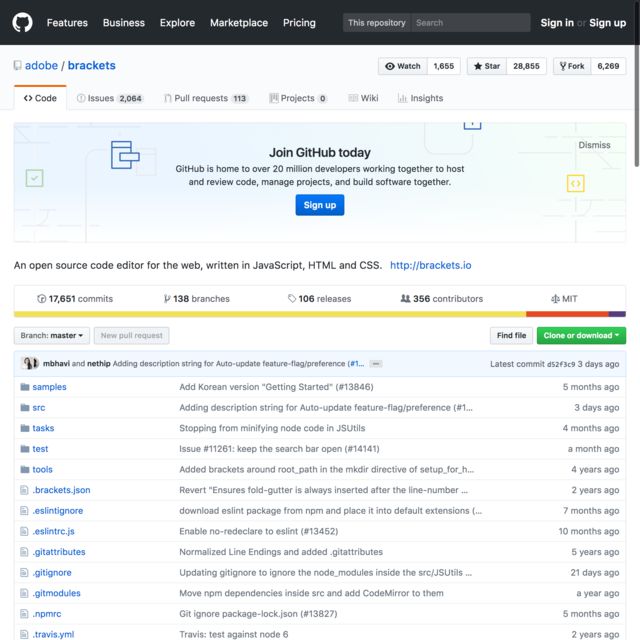 Features Business Explore Marketplace Pricing This repository Search Sign in or Sign up
adobe / brackets Watch 1,655 Star 28,855 Fork 6,269
Code Issues 2,064 Pull requests 113 Projects 0 Wiki Insights
Dismiss
Join GitHub today
GitHub is home to over 20 million developers working together to host
and review code, manage projects, and build software together.
Sign up
An open source code editor for the web, written in JavaScript, HTML and CSS. http://brackets.io
17,651 commits 138 branches 106 releases 356 contributors MIT
Branch: master New pull request Find file Clone or download
mbhavi and nethip Adding description string for Auto-update feature-flag/preference (#1... Latest commit d52f3c9 3 days ago
samples Add Korean version "Getting Started" (#13846) 5 months ago
src Adding description string for Auto-update feature-flag/preference (#1... 3 days ago
tasks Stopping from minifying node code in JSUtils 4 months ago
test Issue #11261: keep the search bar open (#14141) a month ago
tools Added brackets around root_path in the mkdir directive of setup_for_h... 4 years ago
.brackets.json Revert "Ensures fold-gutter is always inserted after the line-number ... 2 years ago
.eslintignore download eslint package from npm and place it into default extensions (... 7 months ago
.eslintrc.js Enable no-redeclare to eslint (#13452) 10 months ago
.gitattributes Normalized Line Endings and added .gitattributes 5 years ago
.gitignore Updating gitignore to ignore the node_modules inside the src/JSUtils ... 21 days ago
.gitmodules Move npm dependencies inside src and add CodeMirror to them a year ago
.npmrc Git ignore package-lock.json (#13827) 5 months ago
.travis.yml Travis: test against node 6 2 years ago